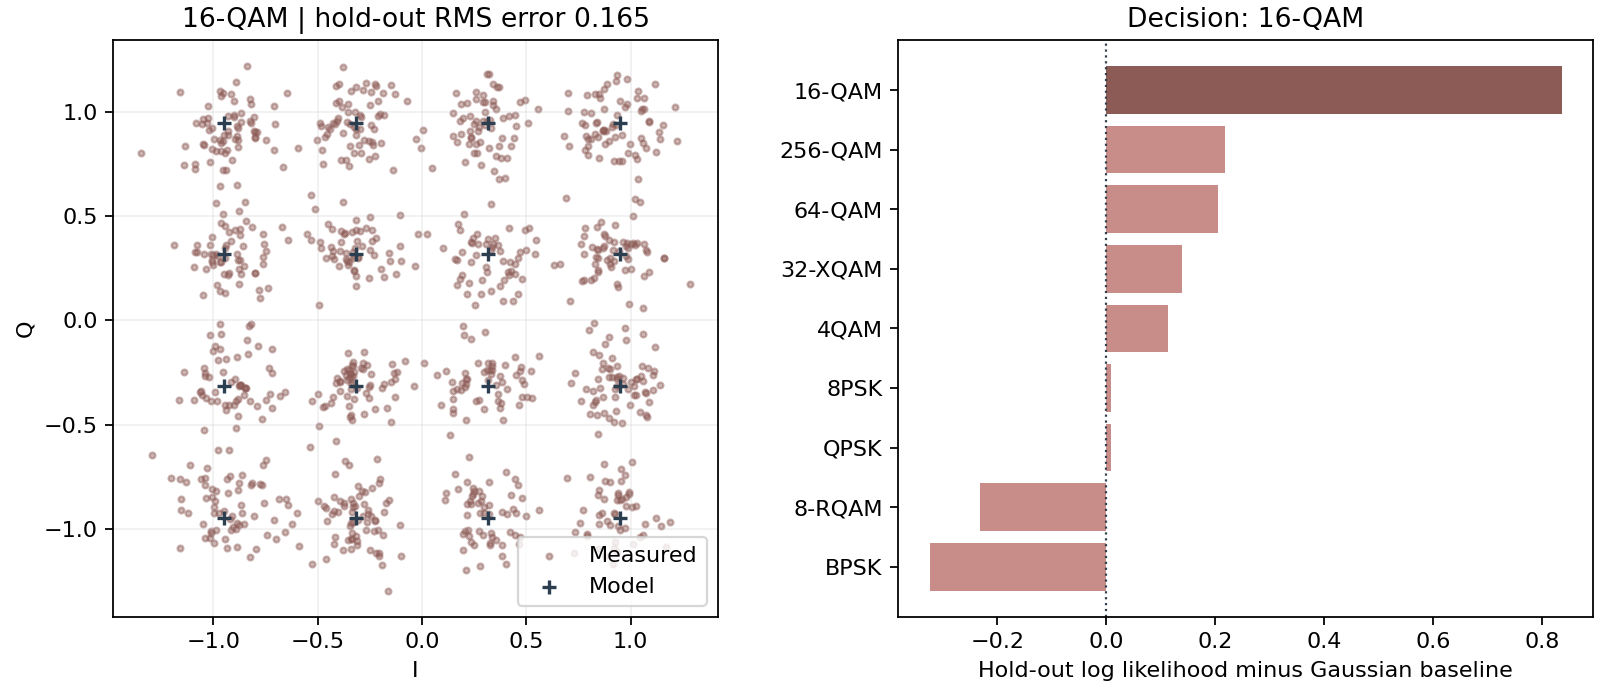 16-QAM | hold-out RMS error 0.165
1.0
0.5
0.0
−0.5
−1.0
Q
−1.0
−0.5
0.0
0.5
1.0
I
Measured
Model
Decision: 16-QAM
16-QAM
256-QAM
64-QAM
32-XQAM
4QAM
8PSK
QPSK
8-RQAM
BPSK
−0.2
0.0
0.2
0.4
0.6
0.8
Hold-out log likelihood minus Gaussian baseline